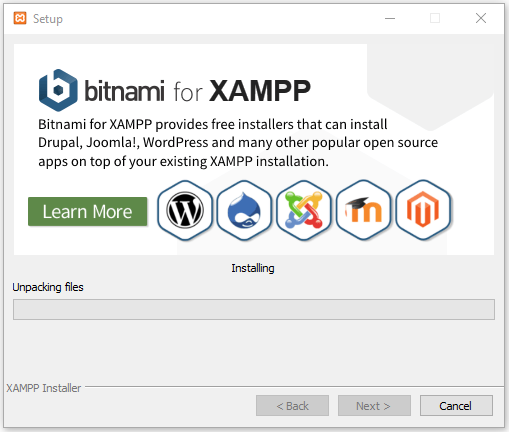 Setup
bitnami for XAMPP
Bitnami for XAMPP provides free installers that can install
Drupal, Joomla!, WordPress and many other popular open source
apps on top of your existing XAMPP installation.
Learn More
Installing
Unpacking files
XAMPP Installer
< Back
Next >
Cancel